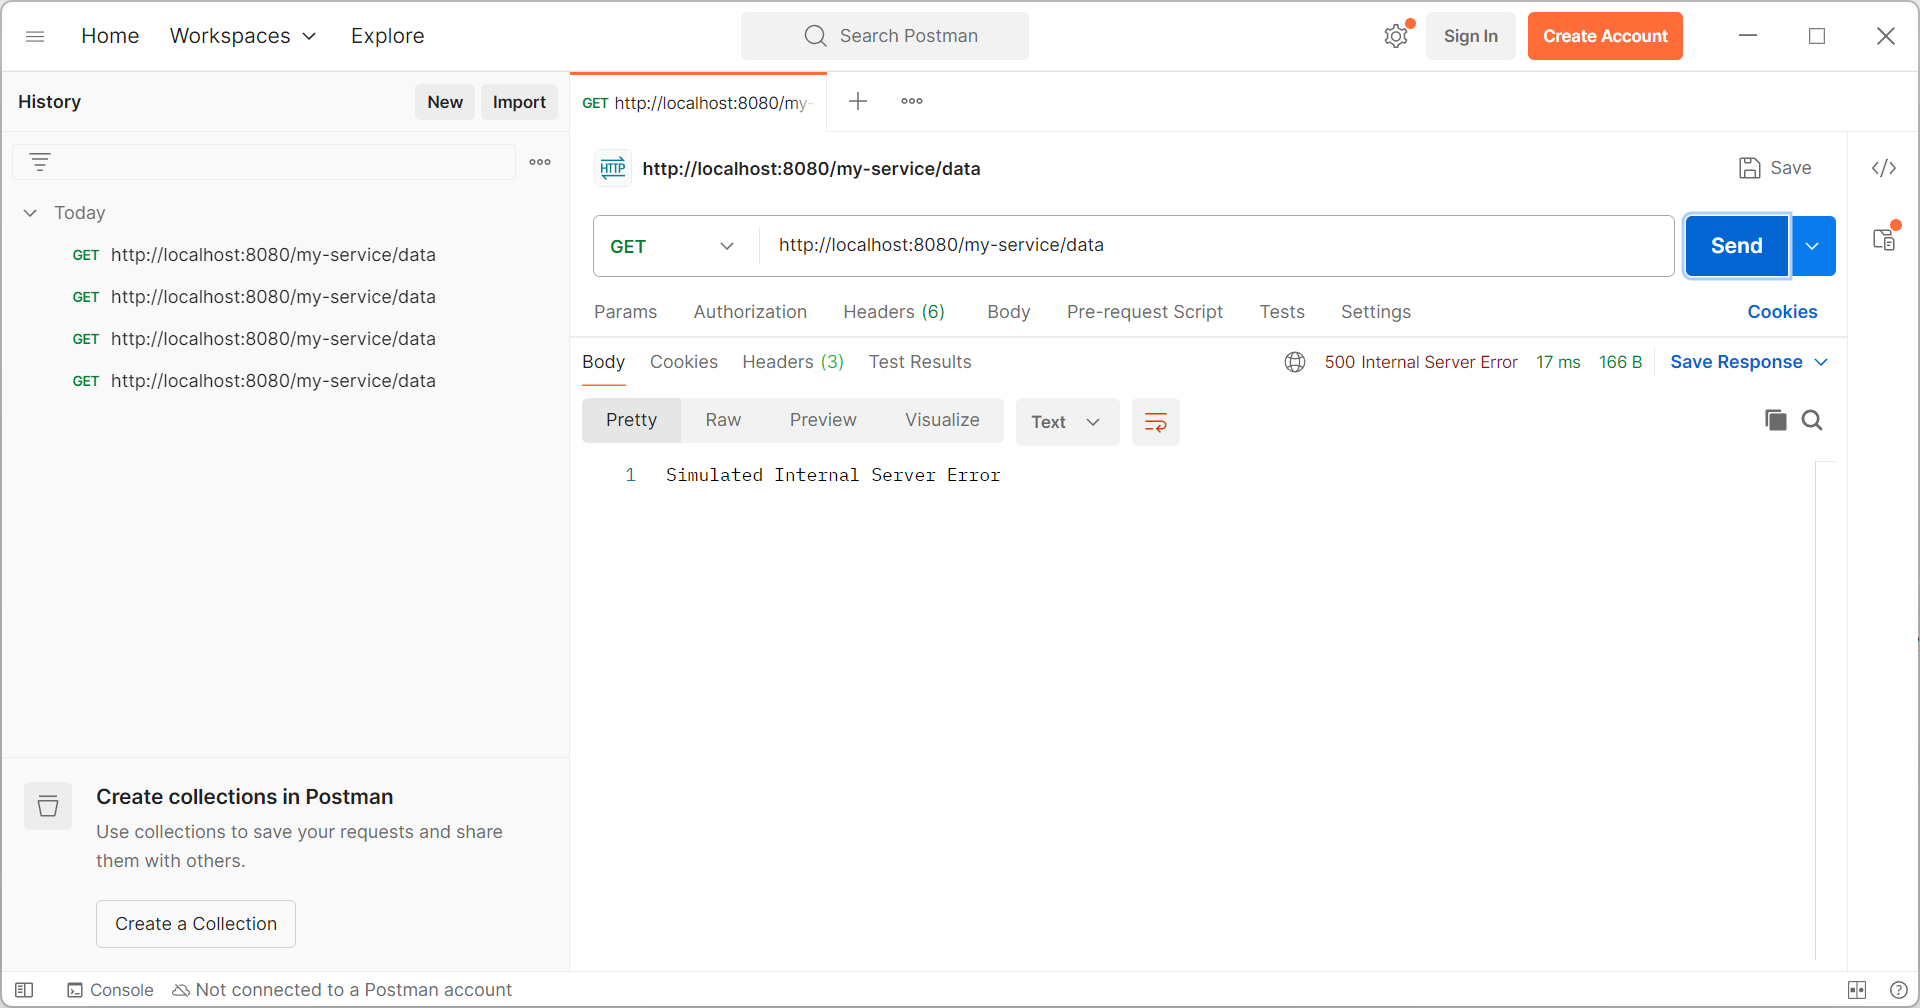 Home Workspaces Explore Search Postman Sign In Create Account
History New Import
GET http://localhost:8080/my-
HTTP http://localhost:8080/my-service/data Save
Today
GET http://localhost:8080/my-service/data
GET http://localhost:8080/my-service/data
GET http://localhost:8080/my-service/data
GET http://localhost:8080/my-service/data
GET http://localhost:8080/my-service/data Send
Params Authorization Headers (6) Body Pre-request Script Tests Settings Cookies
Body Cookies Headers (3) Test Results 500 Internal Server Error 17 ms 166 B Save Response
Pretty Raw Preview Visualize Text
1 Simulated Internal Server Error
Create collections in Postman
Use collections to save your requests and share
them with others.
Create a Collection
Console Not connected to a Postman account